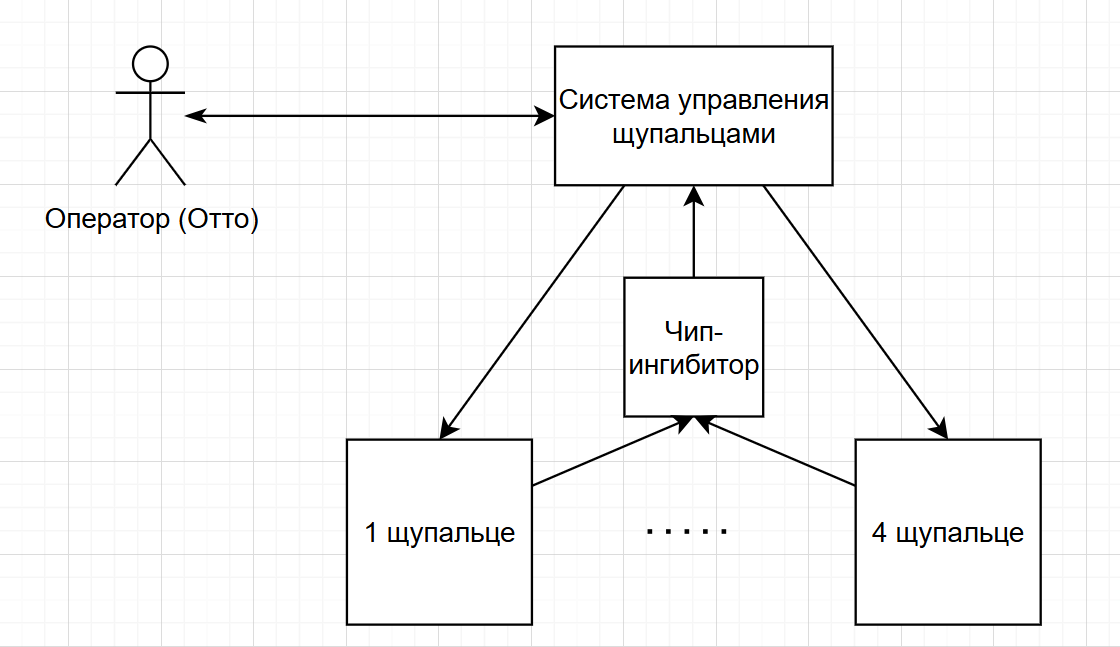 Система управления
щупальцами
Оператор (Отто)
Чип-
ингибитор
1 щупальце
.....
4 щупальце